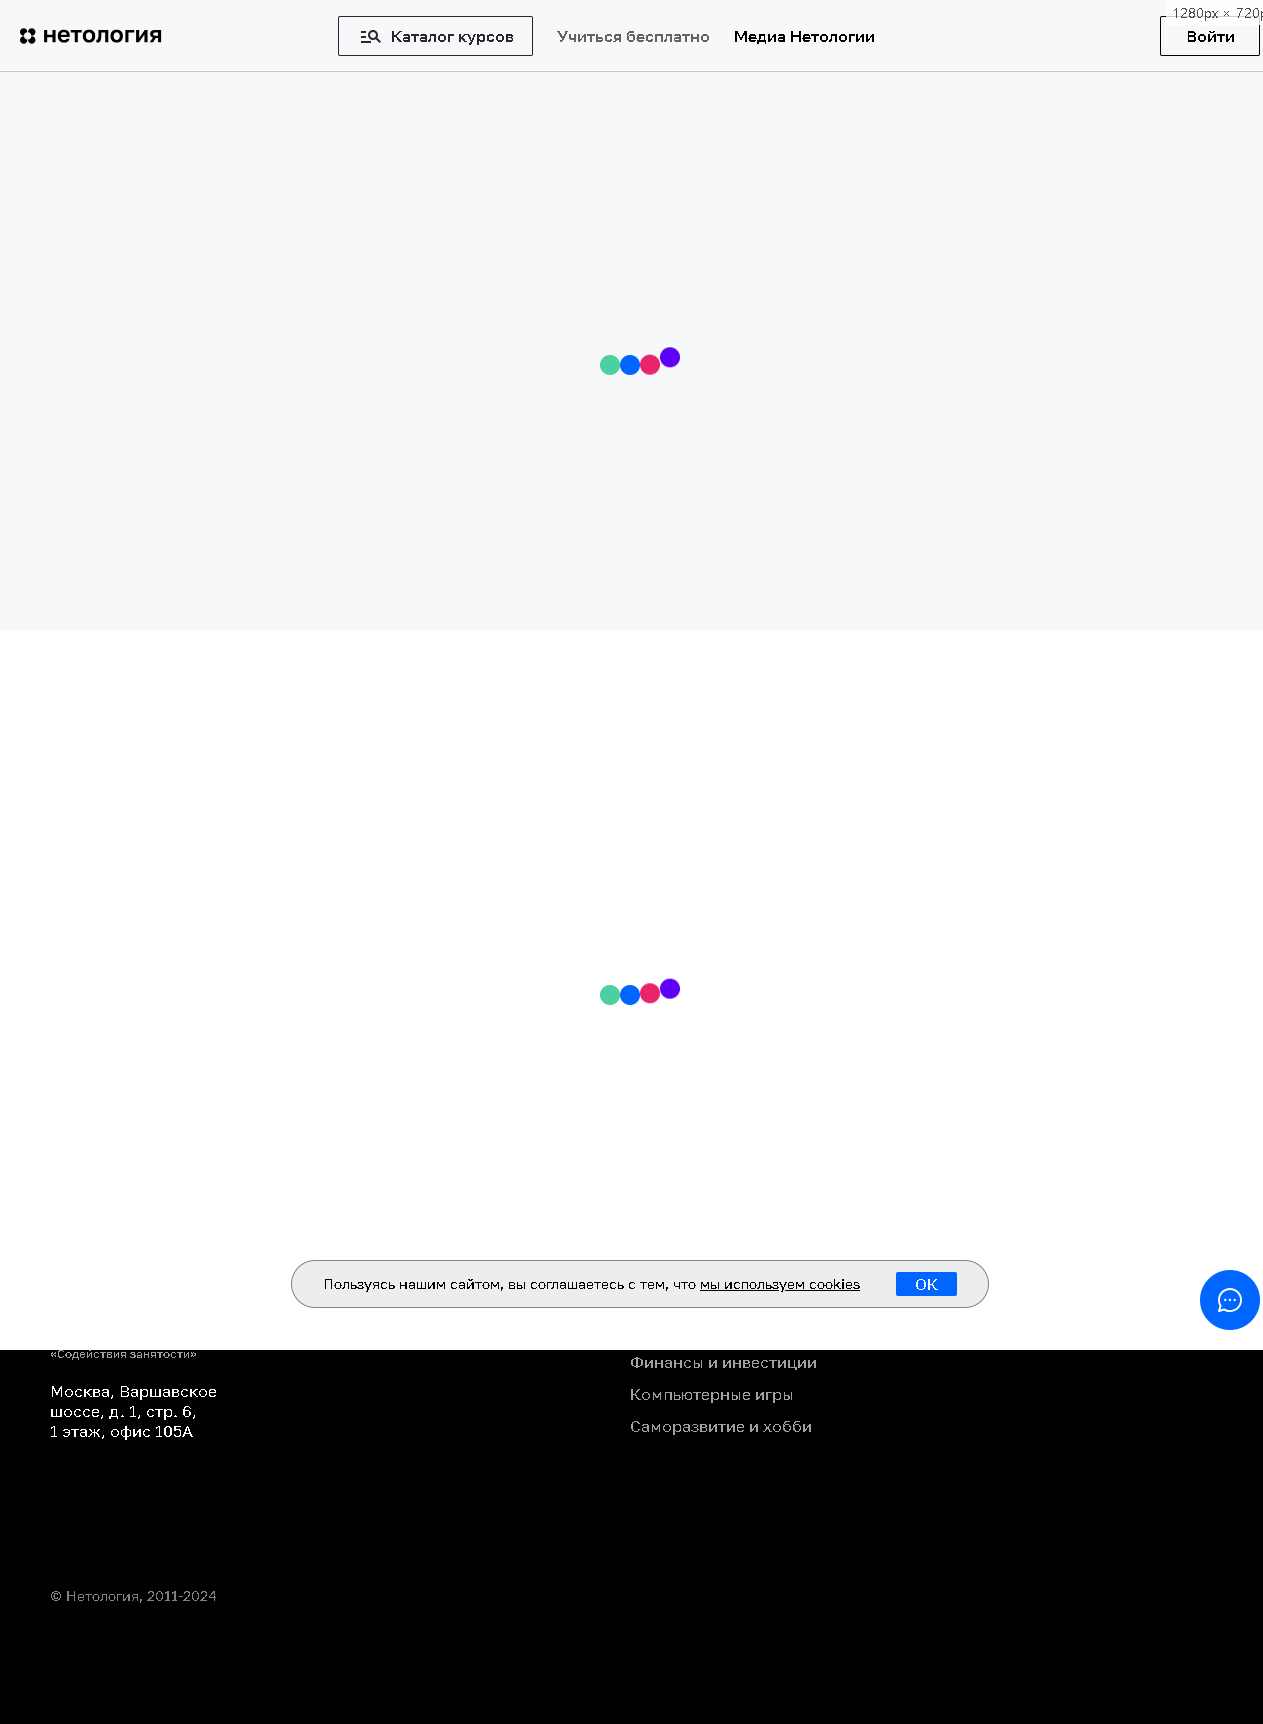 нетология
Каталог курсов
Учиться бесплатно
Медиа Нетологии
1280px × 720p
Войти
Пользуясь нашим сайтом, вы соглашаетесь с тем, что мы используем cookies
OK
«Содействия занятости»
Москва, Варшавское
шоссе, д. 1, стр. 6,
1 этаж, офис 105А
Финансы и инвестиции
Компьютерные игры
Саморазвитие и хобби
© Нетология, 2011-2024